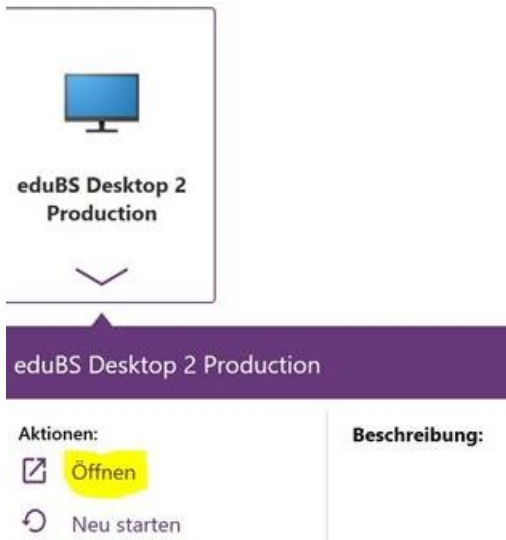 eduBS Desktop 2
Production
eduBS Desktop 2 Production
Aktionen:
Beschreibung:
Öffnen
Neu starten